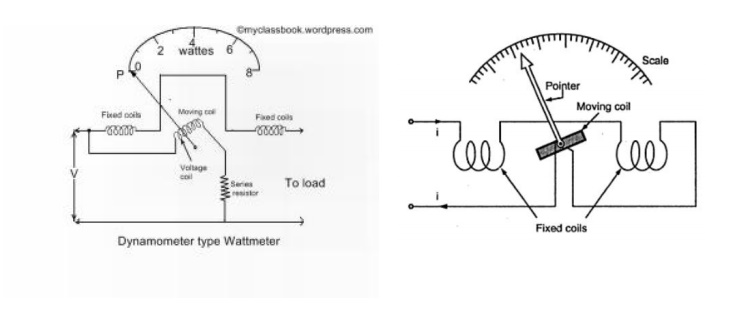 ©myclassbook.wordpress.com
0 2 4 6 8
wattes
P
Fixed coils
Moving coil
Fixed coils
V
Voltage
coil
Series
resistor
To load
Dynamometer type Wattmeter
Scale
Pointer
Moving coil
i
i
Fixed coils